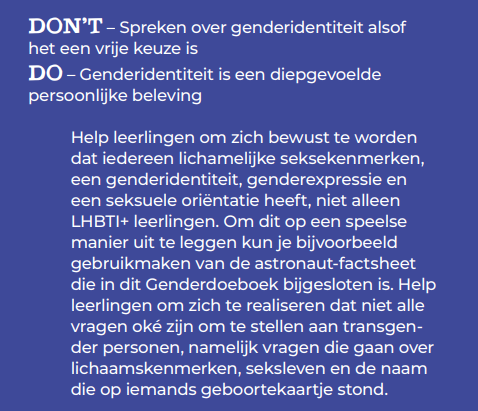 DON'T – Spreken over genderidentiteit alsof
het een vrije keuze is
DO – Genderidentiteit is een diepgevoelde
persoonlijke beleving
Help leerlingen om zich bewust te worden
dat iedereen lichamelijke seksekenmerken,
een genderidentiteit, genderexpressie en
een seksuele oriëntatie heeft, niet alleen
LHBTI+ leerlingen. Om dit op een speelse
manier uit te leggen kun je bijvoorbeeld
gebruikmaken van de astronaut-factsheet
die in dit Genderdoeboek bijgesloten is. Help
leerlingen om zich te realiseren dat niet alle
vragen oké zijn om te stellen aan transgen-
der personen, namelijk vragen die gaan over
lichaamskenmerken, seksleven en de naam
die op iemands geboortekaartje stond.